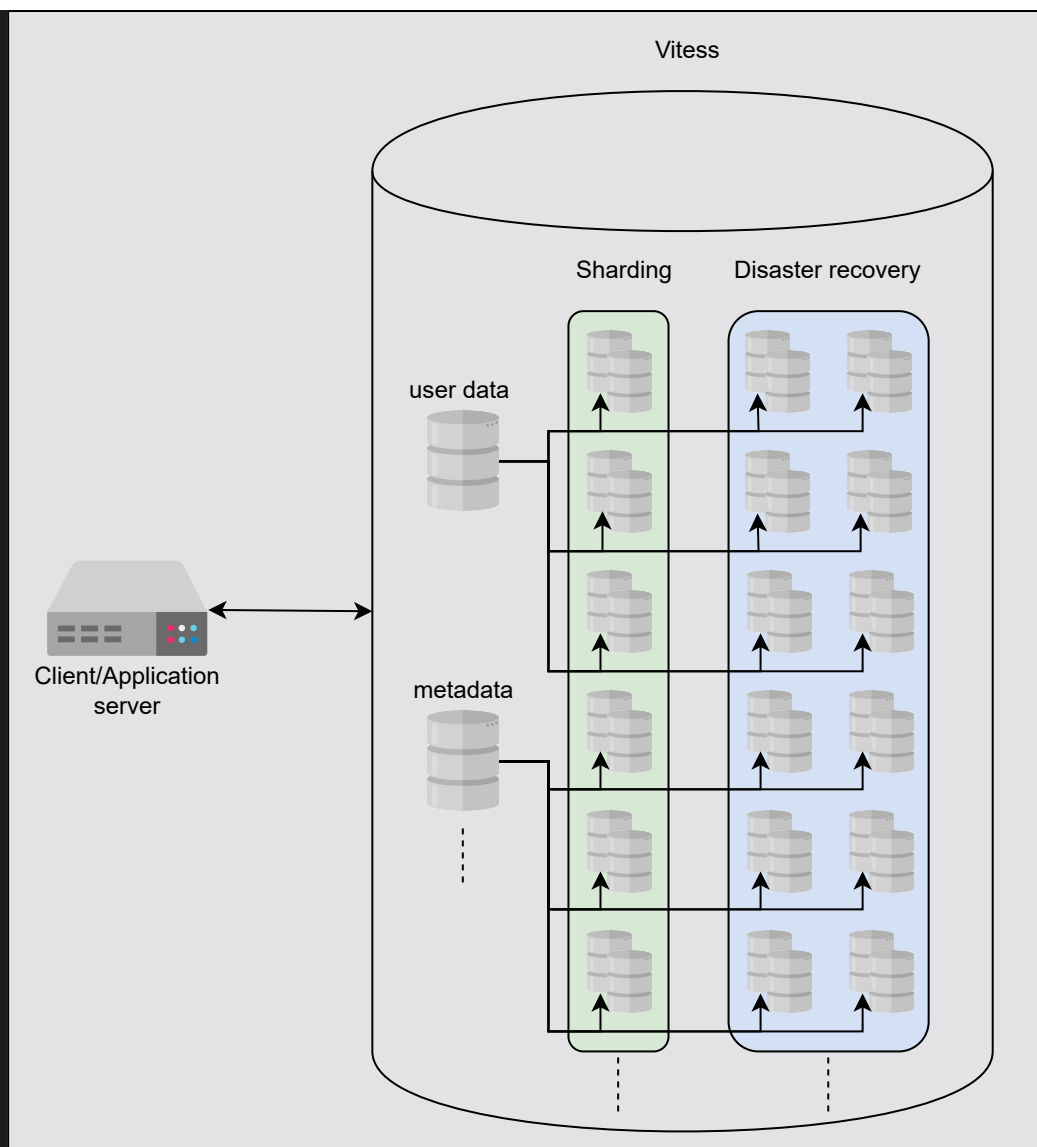 Vitess
Sharding
Disaster recovery
user data
Client/Application
server
metadata